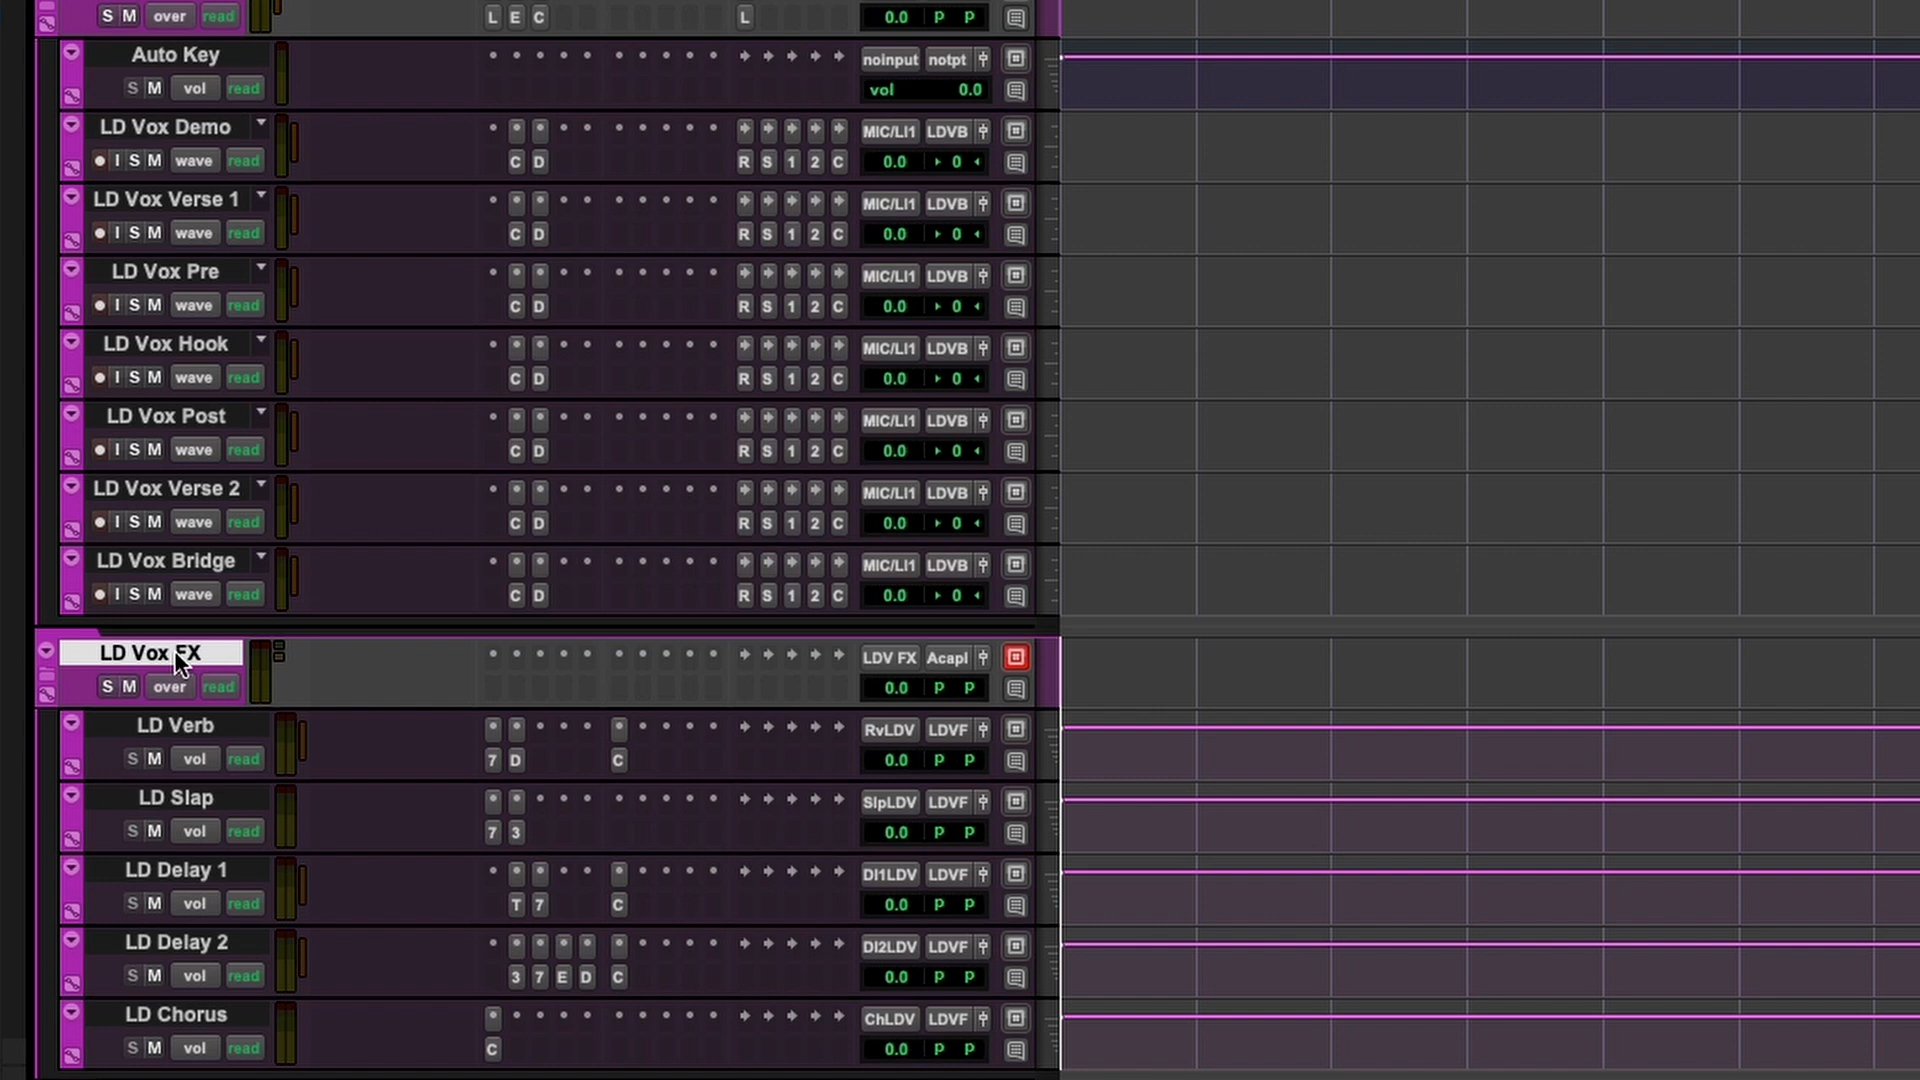 S M over read L E C L 0.0 p p
Auto Key noinput notpt
S M vol read vol 0.0
LD Vox Demo MIC/LI1 LDVB
I S M wave read C D R S 1 2 C 0.0 0
LD Vox Verse 1 MIC/LI1 LDVB
I S M wave read C D R S 1 2 C 0.0 0
LD Vox Pre MIC/LI1 LDVB
I S M wave read C D R S 1 2 C 0.0 0
LD Vox Hook MIC/LI1 LDVB
I S M wave read C D R S 1 2 C 0.0 0
LD Vox Post MIC/LI1 LDVB
I S M wave read C D R S 1 2 C 0.0 0
LD Vox Verse 2 MIC/LI1 LDVB
I S M wave read C D R S 1 2 C 0.0 0
LD Vox Bridge MIC/LI1 LDVB
I S M wave read C D R S 1 2 C 0.0 0
LD Vox FX LDV FX Acapl
S M over read 0.0 p p
LD Verb RvLDV LDVF
S M vol read 7 D C 0.0 p p
LD Slap SlpLDV LDVF
S M vol read 7 3 0.0 p p
LD Delay 1 Dl1LDV LDVF
S M vol read T 7 C 0.0 p p
LD Delay 2 Dl2LDV LDVF
S M vol read 3 7 E D C 0.0 p p
LD Chorus ChLDV LDVF
S M vol read C 0.0 p p